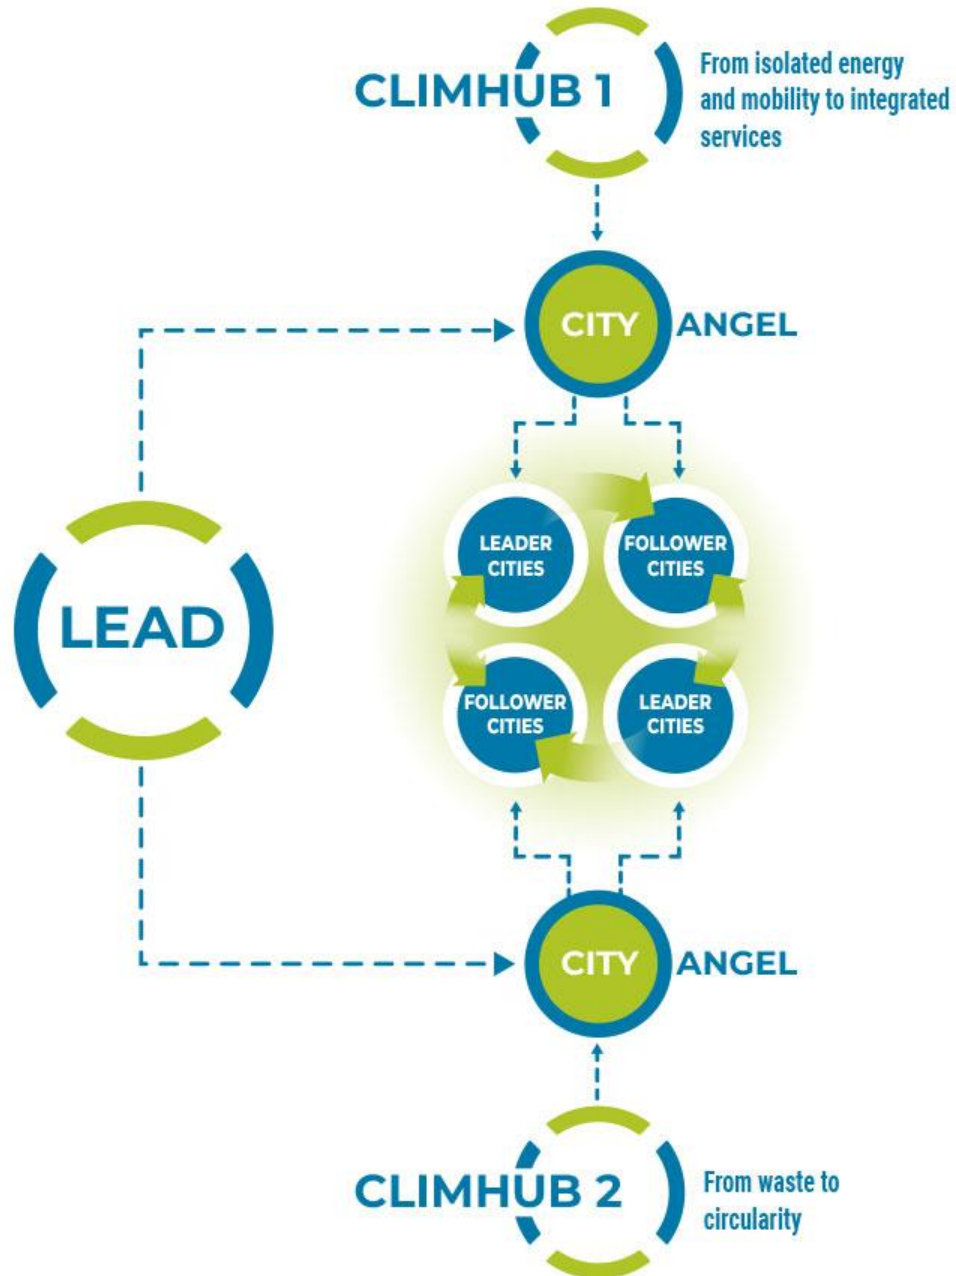 CLIMHUB 1
From isolated energy
and mobility to integrated
services
CITY ANGEL
LEADER
CITIES
FOLLOWER
CITIES
LEAD
FOLLOWER
CITIES
LEADER
CITIES
CITY ANGEL
CLIMHUB 2
From waste to
circularity